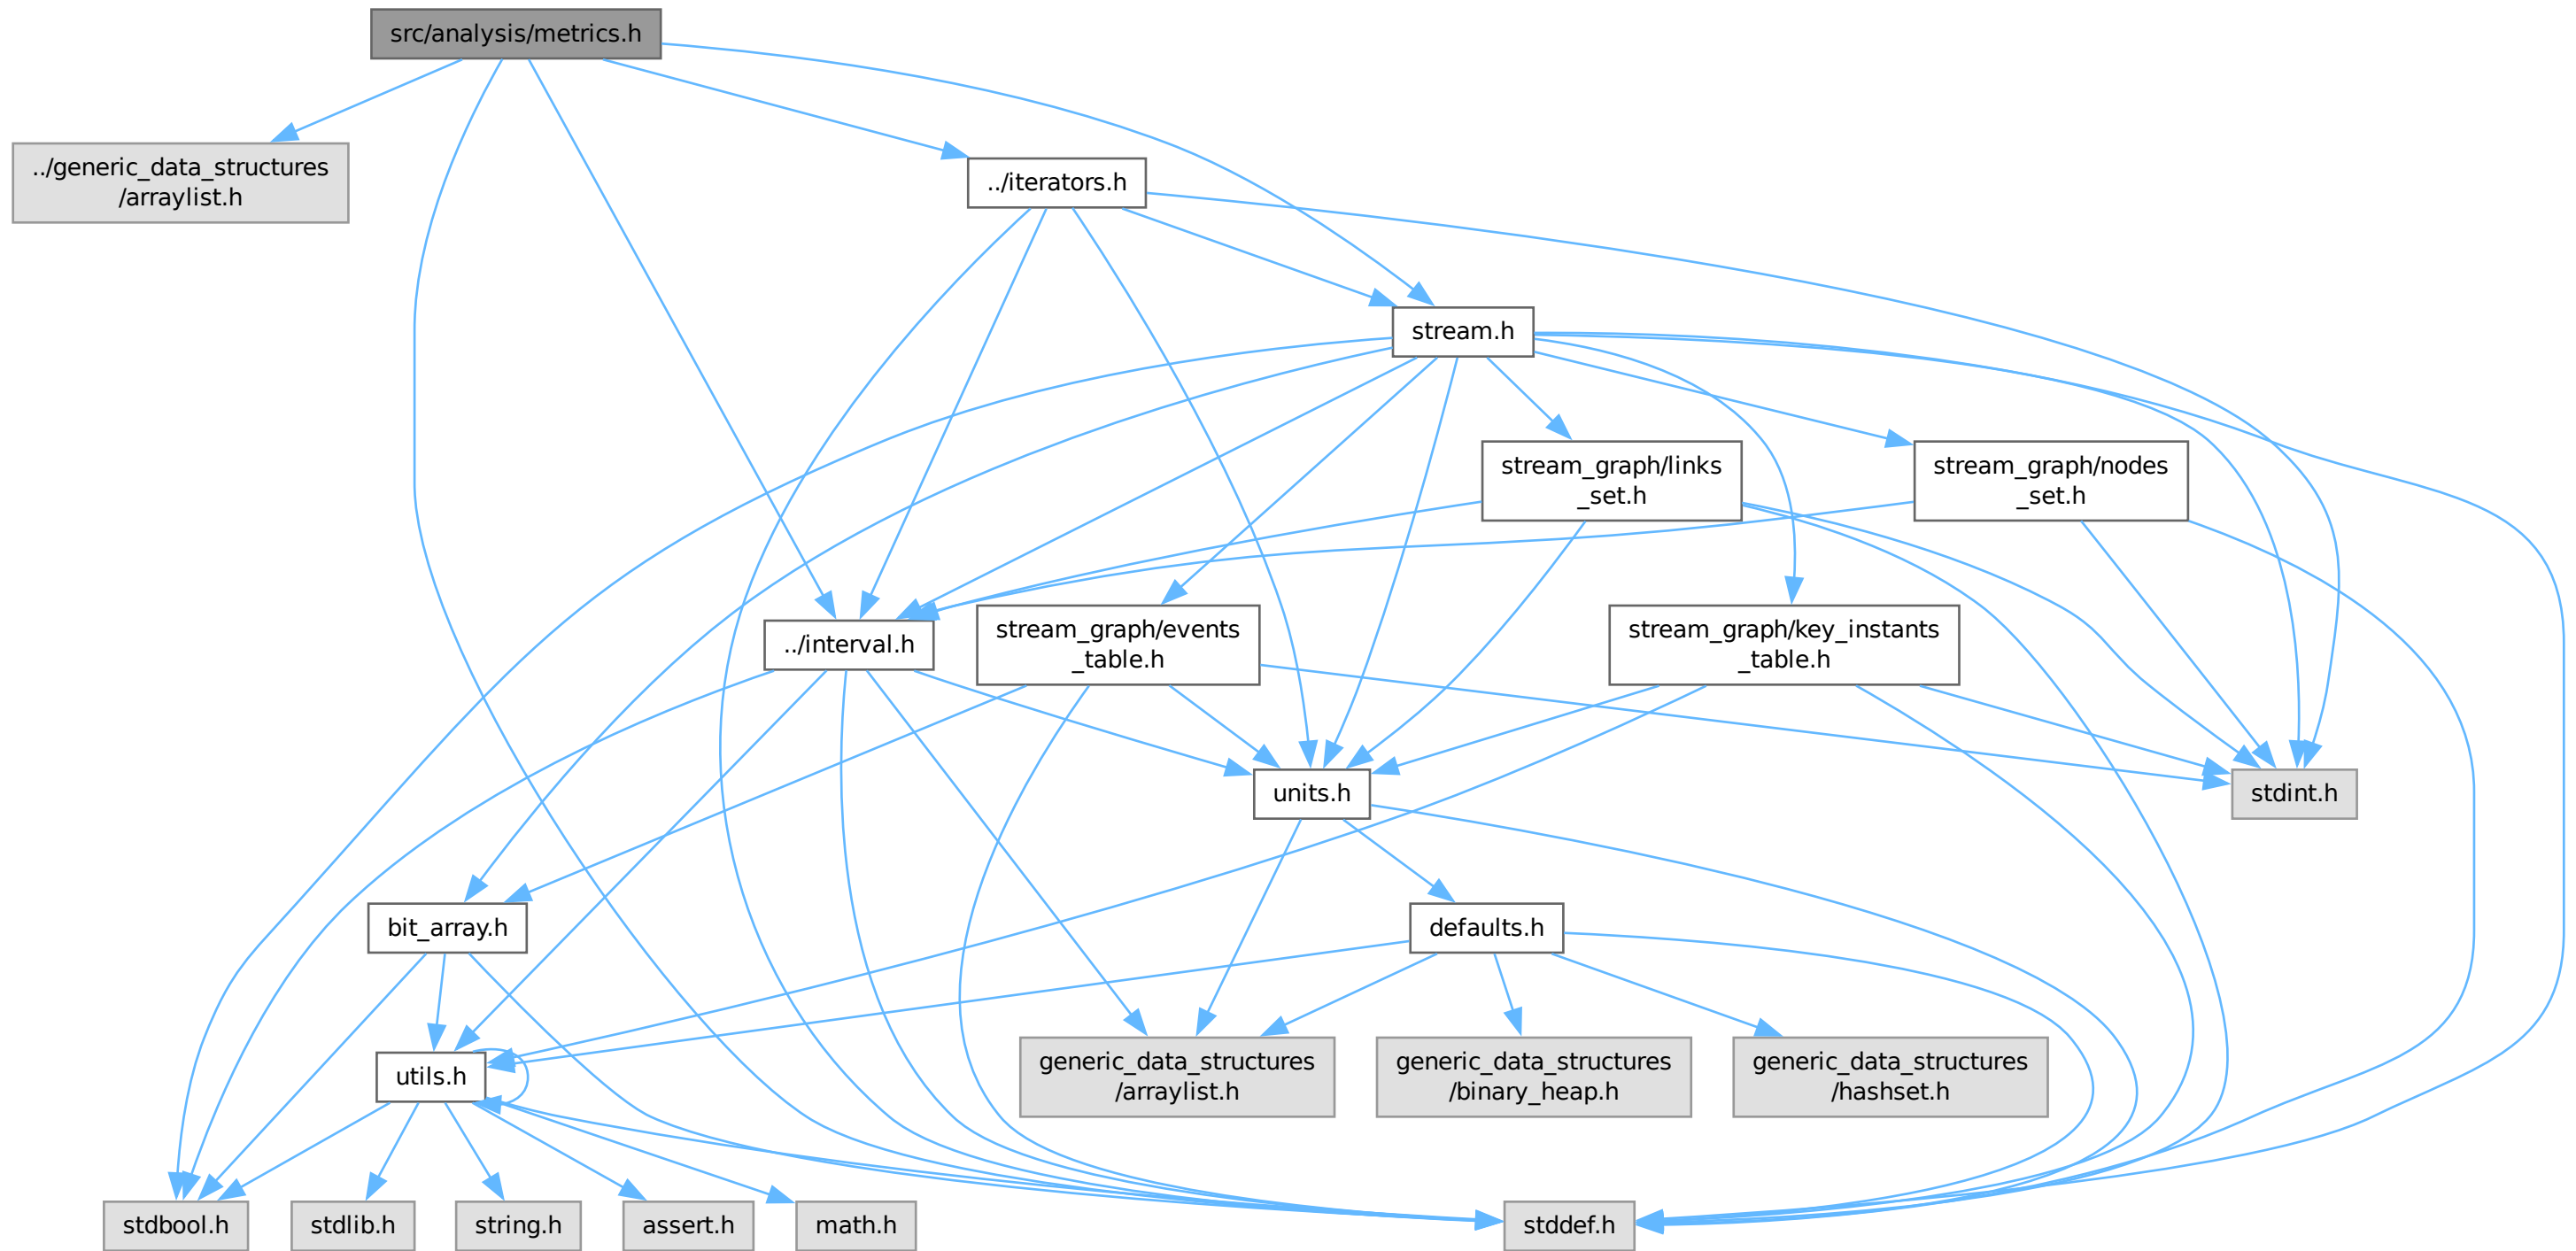 src/analysis/metrics.h
../generic_data_structures
/arraylist.h
../iterators.h
stream.h
stream_graph/links
_set.h
stream_graph/nodes
_set.h
../interval.h
stream_graph/events
_table.h
stream_graph/key_instants
_table.h
units.h
stdint.h
bit_array.h
defaults.h
utils.h
generic_data_structures
/arraylist.h
generic_data_structures
/binary_heap.h
generic_data_structures
/hashset.h
stdbool.h
stdlib.h
string.h
assert.h
math.h
stddef.h